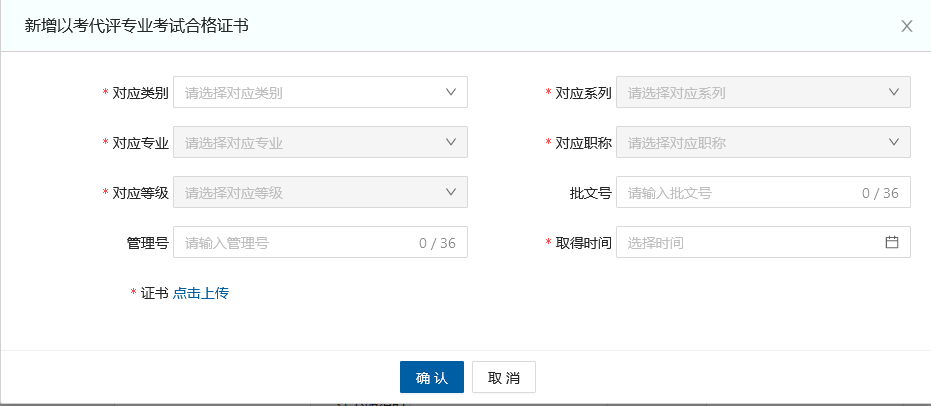 新增以考代评专业考试合格证书
* 对应类别 请选择对应类别
* 对应系列 请选择对应系列
* 对应专业 请选择对应专业
* 对应职称 请选择对应职称
* 对应等级 请选择对应等级
批文号 请输入批文号 0 / 36
管理号 请输入管理号 0 / 36
* 取得时间 选择时间
* 证书 点击上传
确 认
取 消